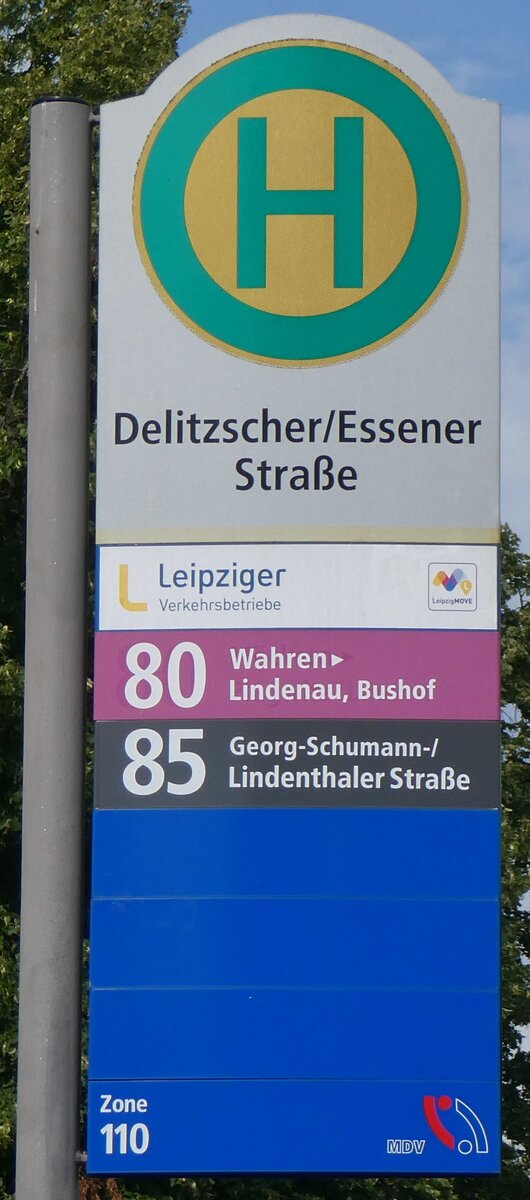 H
Delitzscher/Essener
Straße
L Leipziger
Verkehrsbetriebe
LeipzigMOVE
80 Wahren▸
Lindenau, Bushof
85 Georg-Schumann-/
Lindenthaler Straße
Zone
110
MDV